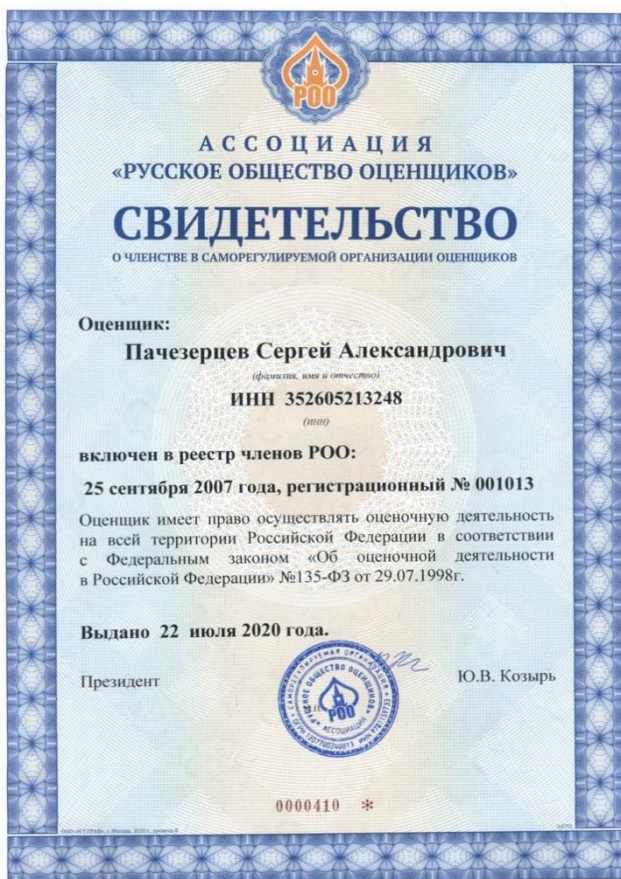 РОО
АССОЦИАЦИЯ
«РУССКОЕ ОБЩЕСТВО ОЦЕНЩИКОВ»
СВИДЕТЕЛЬСТВО
О ЧЛЕНСТВЕ В САМОРЕГУЛИРУЕМОЙ ОРГАНИЗАЦИИ ОЦЕНЩИКОВ
Оценщик:
Пачезерцев Сергей Александрович
(фамилия, имя и отчество)
ИНН 352605213248
(инн)
включен в реестр членов РОО:
25 сентября 2007 года, регистрационный № 001013
Оценщик имеет право осуществлять оценочную деятельность
на всей территории Российской Федерации в соответствии
с Федеральным законом «Об оценочной деятельности
в Российской Федерации» №135-ФЗ от 29.07.1998г.
Выдано 22 июля 2020 года.
Президент
РОО
Ю.В. Козырь
0000410 *